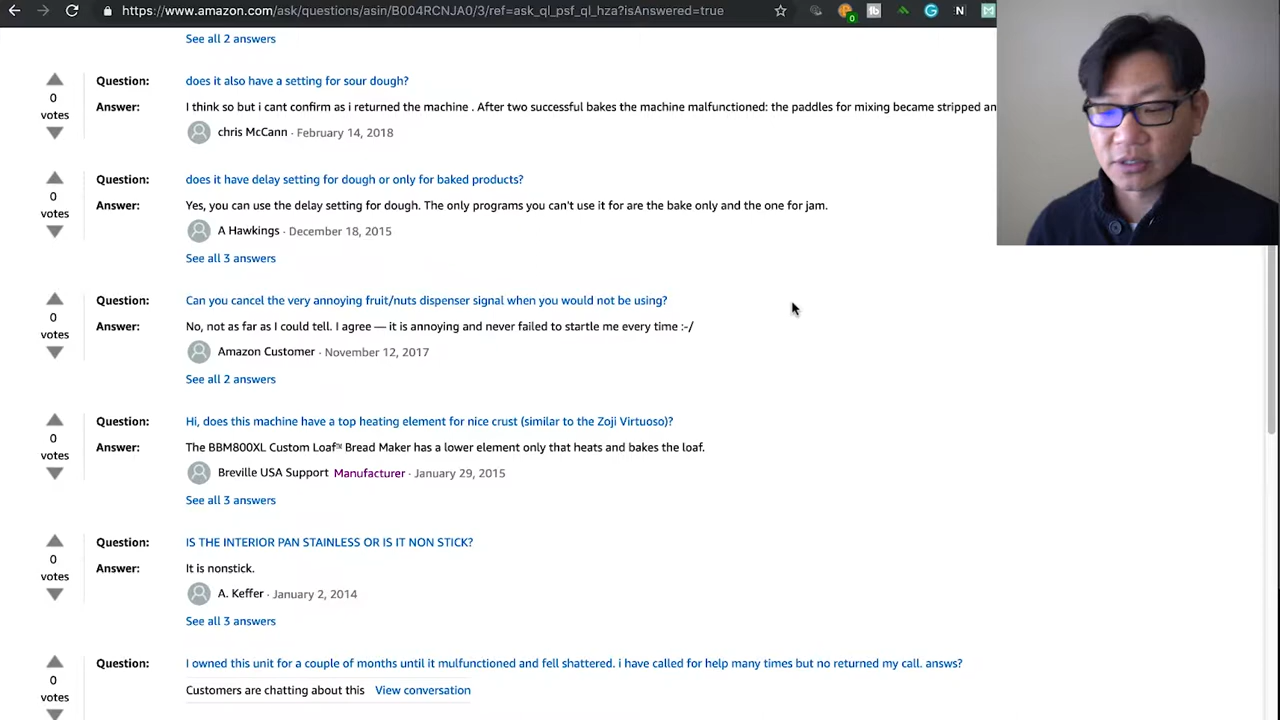 https://www.amazon.com/ask/questions/asin/B004RCNJA0/3/ref=ask_ql_psf_ql_hza?isAnswered=true
See all 2 answers
Question: does it also have a setting for sour dough?
0 votes
Answer: I think so but i cant confirm as i returned the machine . After two successful bakes the machine malfunctioned: the paddles for mixing became stripped an
chris McCann · February 14, 2018
Question: does it have delay setting for dough or only for baked products?
0 votes
Answer: Yes, you can use the delay setting for dough. The only programs you can't use it for are the bake only and the one for jam.
A Hawkings · December 18, 2015
See all 3 answers
Question: Can you cancel the very annoying fruit/nuts dispenser signal when you would not be using?
0 votes
Answer: No, not as far as I could tell. I agree — it is annoying and never failed to startle me every time :-/
Amazon Customer · November 12, 2017
See all 2 answers
Question: Hi, does this machine have a top heating element for nice crust (similar to the Zoji Virtuoso)?
0 votes
Answer: The BBM800XL Custom Loaf™ Bread Maker has a lower element only that heats and bakes the loaf.
Breville USA Support Manufacturer · January 29, 2015
See all 3 answers
Question: IS THE INTERIOR PAN STAINLESS OR IS IT NON STICK?
0 votes
Answer: It is nonstick.
A. Keffer · January 2, 2014
See all 3 answers
Question: I owned this unit for a couple of months until it mulfunctioned and fell shattered. i have called for help many times but no returned my call. answs?
0 votes
Customers are chatting about this View conversation